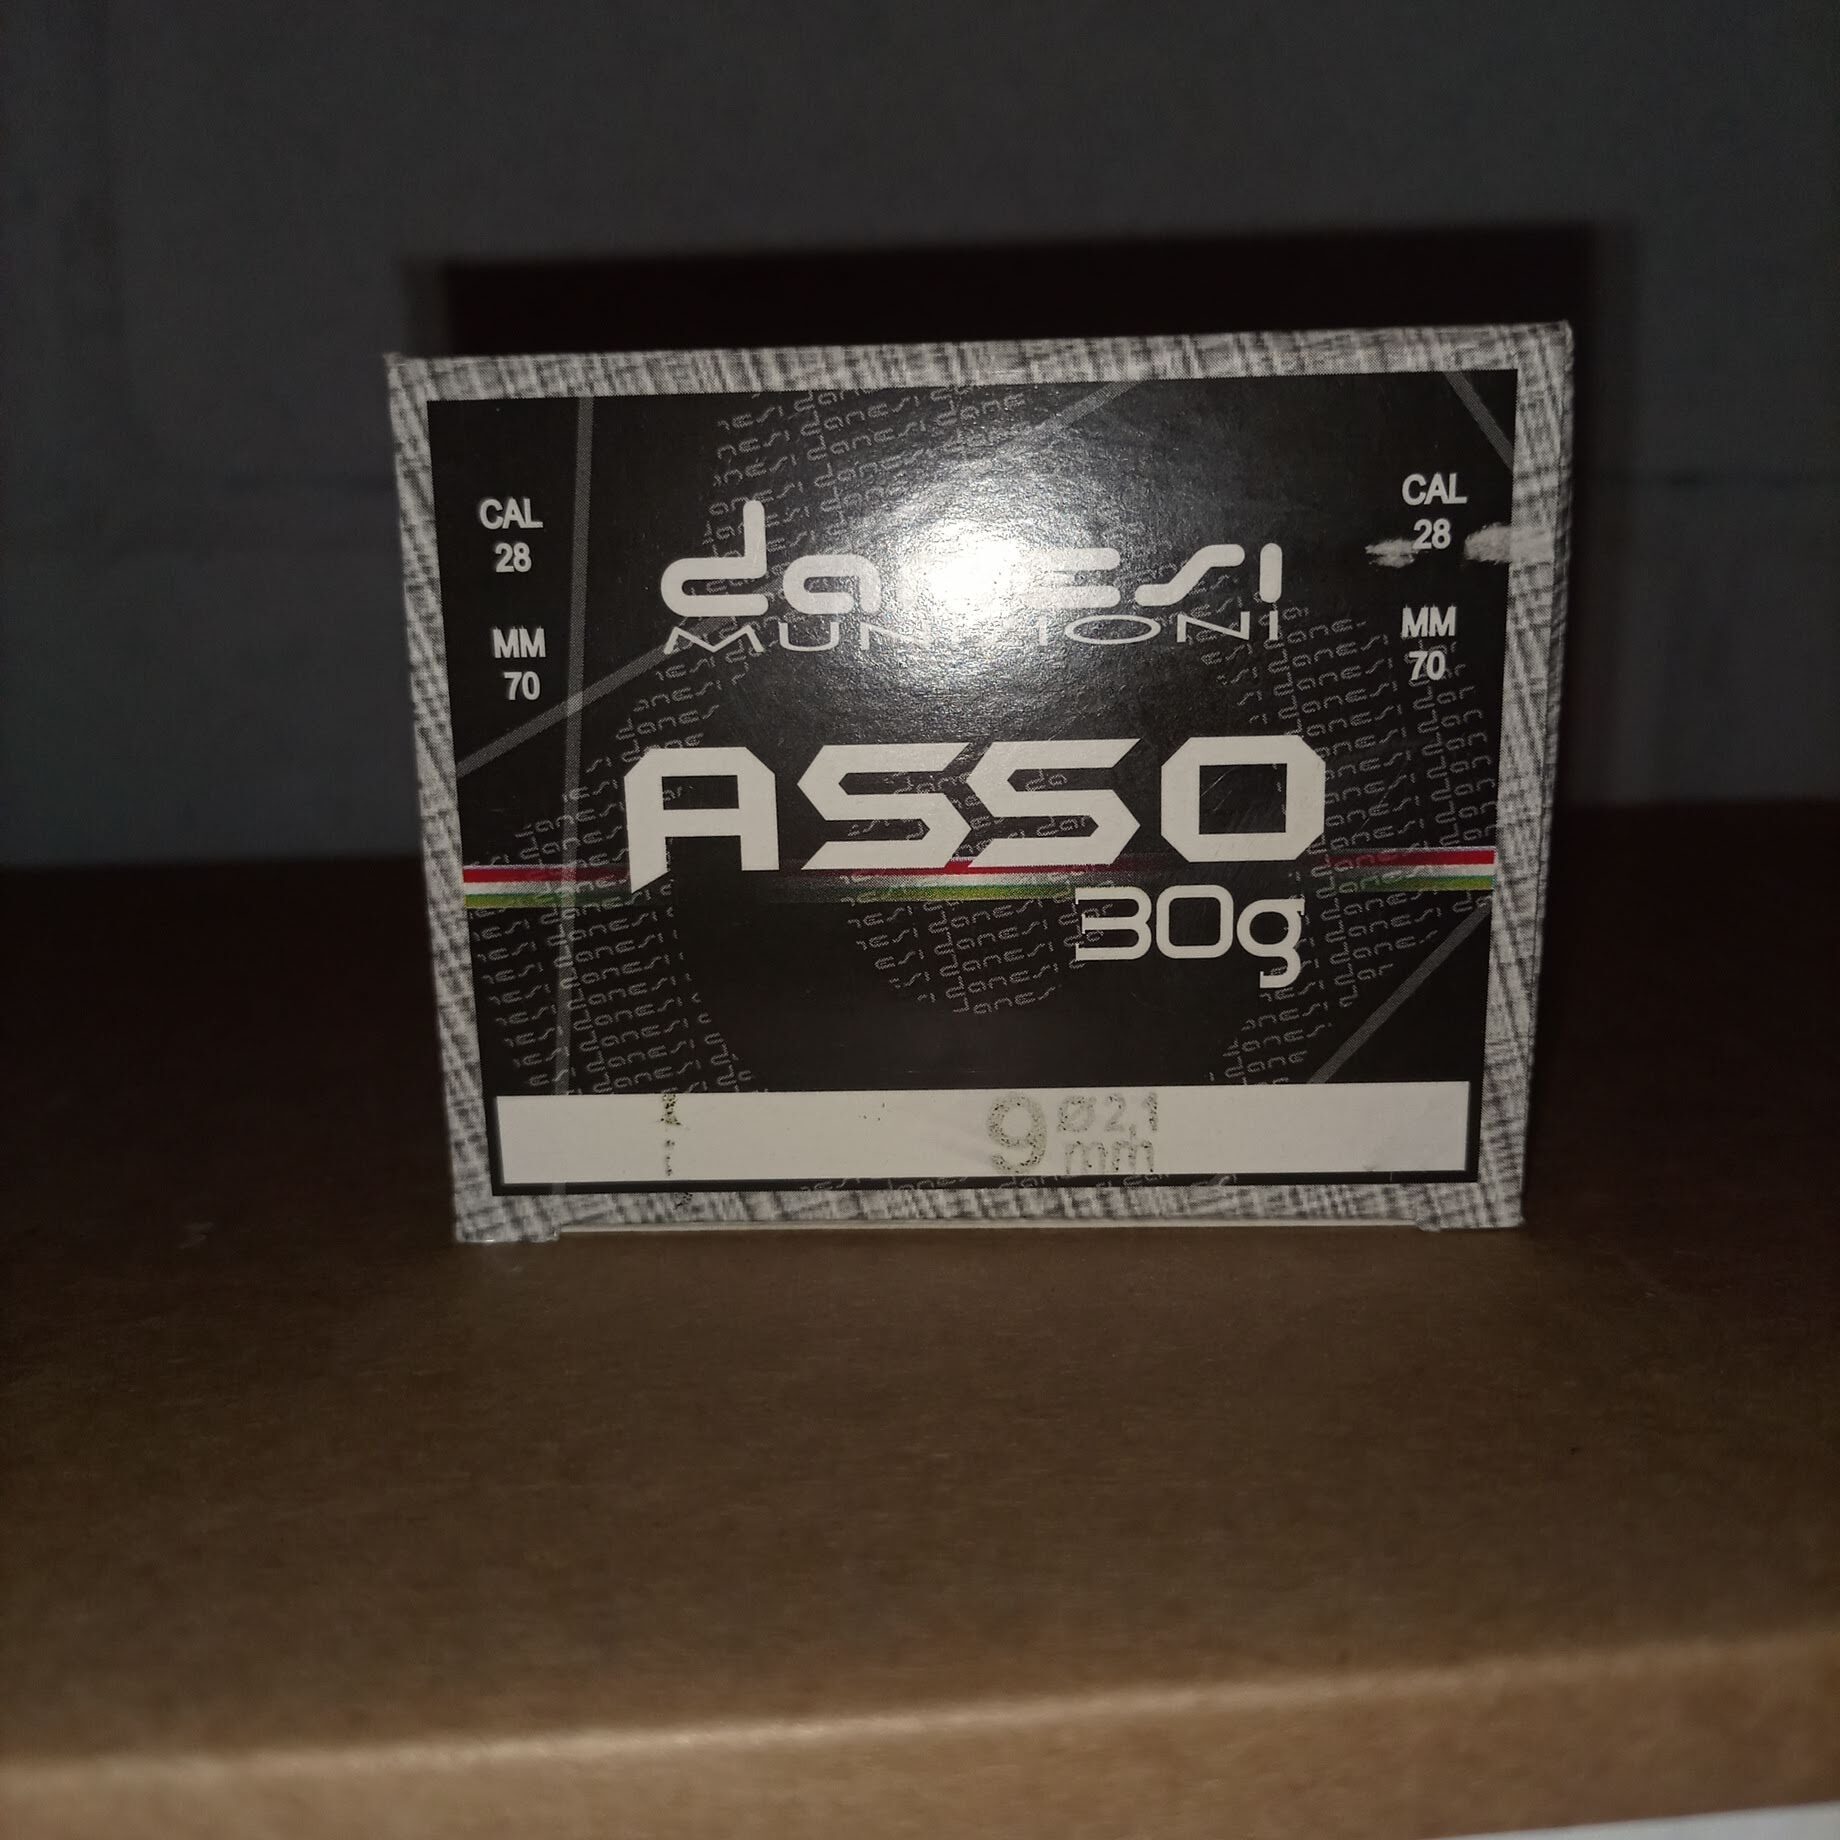 CAL
28
MM
70
danesi
MUNIZIONI
CAL
28
MM
70
ASSO
30g
9 Ø2,1
mm